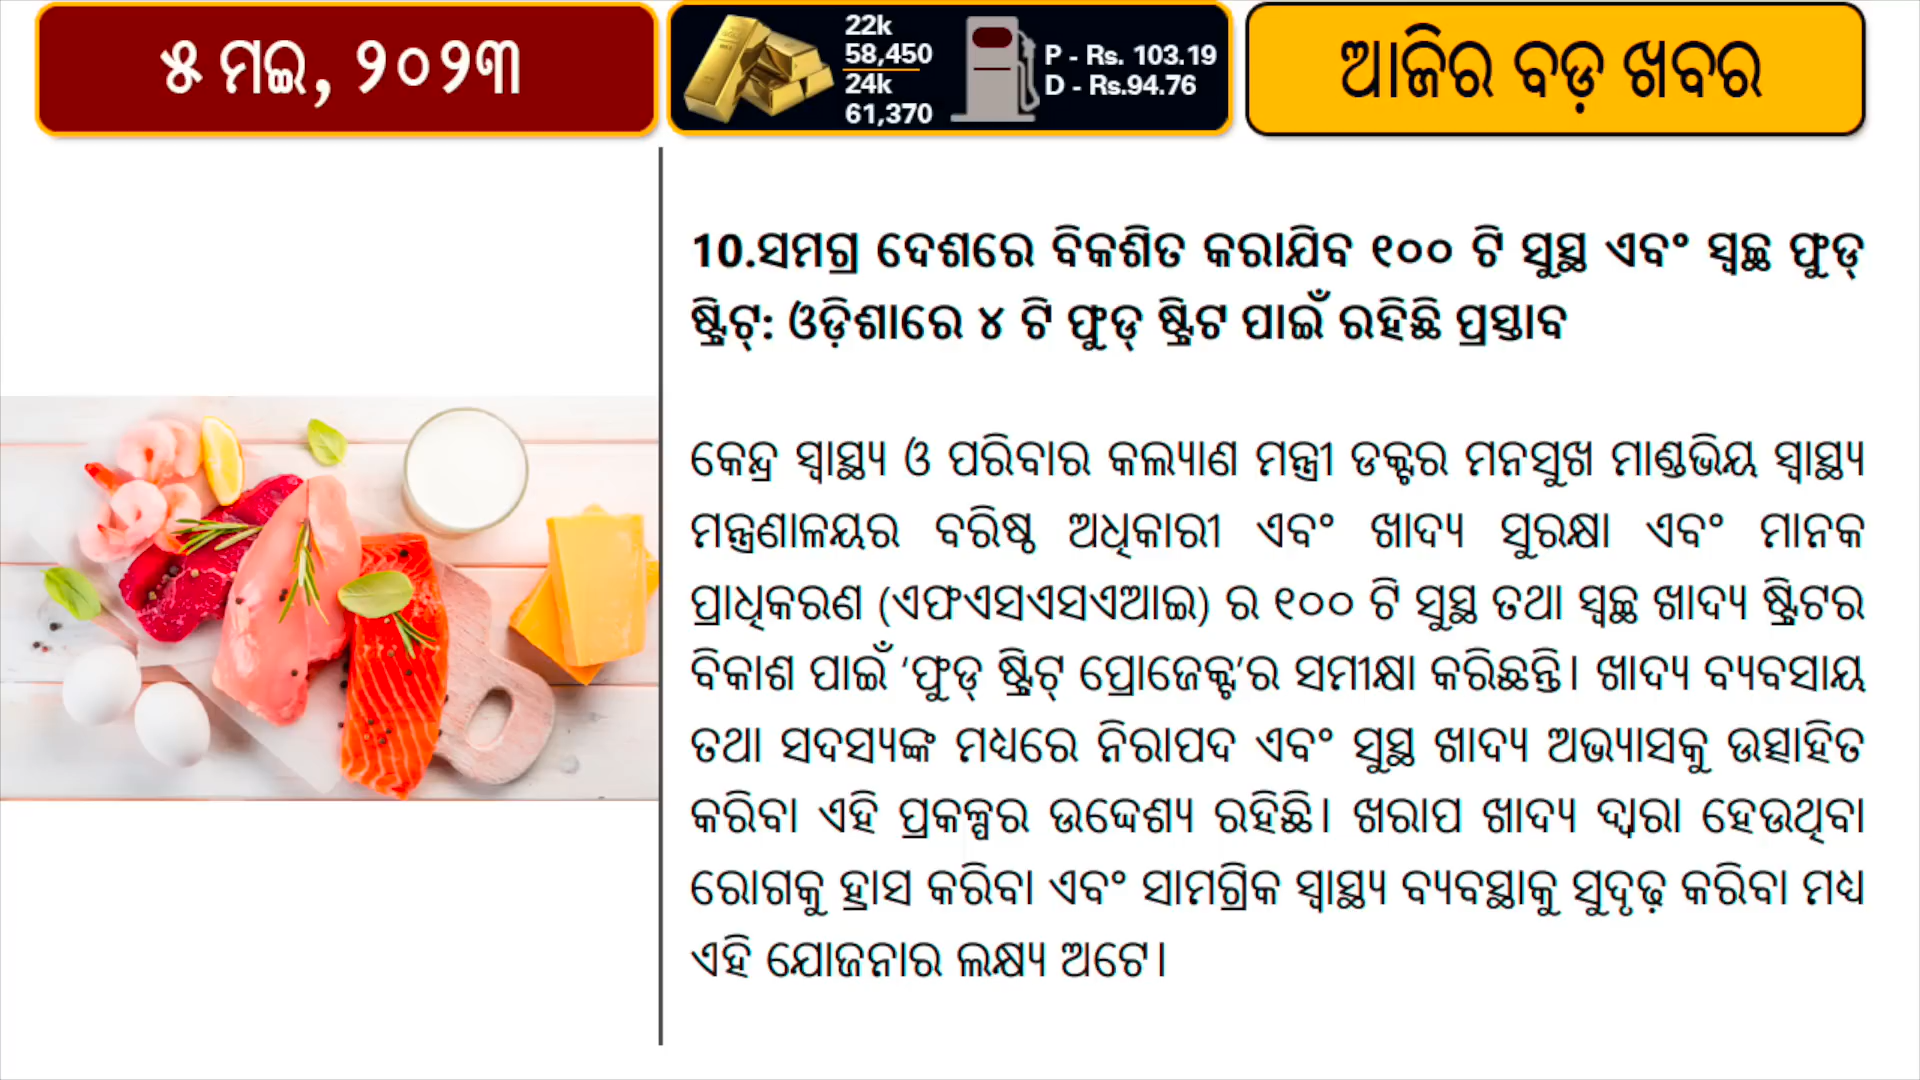 ୫ ମଇ, ୨୦୨୩
22k
58,450
24k
61,370
P - Rs. 103.19
D - Rs.94.76
ଆଜିର ବଡ଼ ଖବର
10.ସମଗ୍ର ଦେଶରେ ବିକଶିତ କରାଯିବ ୧୦୦ ଟି ସୁସ୍ଥ ଏବଂ ସ୍ୱଚ୍ଛ ଫୁଡ୍
ଷ୍ଟ୍ରିଟ୍: ଓଡ଼ିଶାରେ ୪ ଟି ଫୁଡ୍ ଷ୍ଟ୍ରିଟ ପାଇଁ ରହିଛି ପ୍ରସ୍ତାବ
କେନ୍ଦ୍ର ସ୍ୱାସ୍ଥ୍ୟ ଓ ପରିବାର କଲ୍ୟାଣ ମନ୍ତ୍ରୀ ଡକ୍ଟର ମନସୁଖ ମାଣ୍ଡଭିୟ ସ୍ୱାସ୍ଥ୍ୟ
ମନ୍ତ୍ରଣାଳୟର ବରିଷ୍ଠ ଅଧିକାରୀ ଏବଂ ଖାଦ୍ୟ ସୁରକ୍ଷା ଏବଂ ମାନକ
ପ୍ରାଧିକରଣ (ଏଫଏସଏସଏଆଇ) ର ୧୦୦ ଟି ସୁସ୍ଥ ତଥା ସ୍ୱଚ୍ଛ ଖାଦ୍ୟ ଷ୍ଟ୍ରିଟର
ବିକାଶ ପାଇଁ ‘ଫୁଡ୍ ଷ୍ଟ୍ରିଟ୍ ପ୍ରୋଜେକ୍ଟ’ର ସମୀକ୍ଷା କରିଛନ୍ତି। ଖାଦ୍ୟ ବ୍ୟବସାୟ
ତଥା ସଦସ୍ୟଙ୍କ ମଧ୍ୟରେ ନିରାପଦ ଏବଂ ସୁସ୍ଥ ଖାଦ୍ୟ ଅଭ୍ୟାସକୁ ଉତ୍ସାହିତ
କରିବା ଏହି ପ୍ରକଳ୍ପର ଉଦ୍ଦେଶ୍ୟ ରହିଛି। ଖରାପ ଖାଦ୍ୟ ଦ୍ୱାରା ହେଉଥିବା
ରୋଗକୁ ହ୍ରାସ କରିବା ଏବଂ ସାମଗ୍ରିକ ସ୍ୱାସ୍ଥ୍ୟ ବ୍ୟବସ୍ଥାକୁ ସୁଦୃଢ଼ କରିବା ମଧ୍ୟ
ଏହି ଯୋଜନାର ଲକ୍ଷ୍ୟ ଅଟେ।